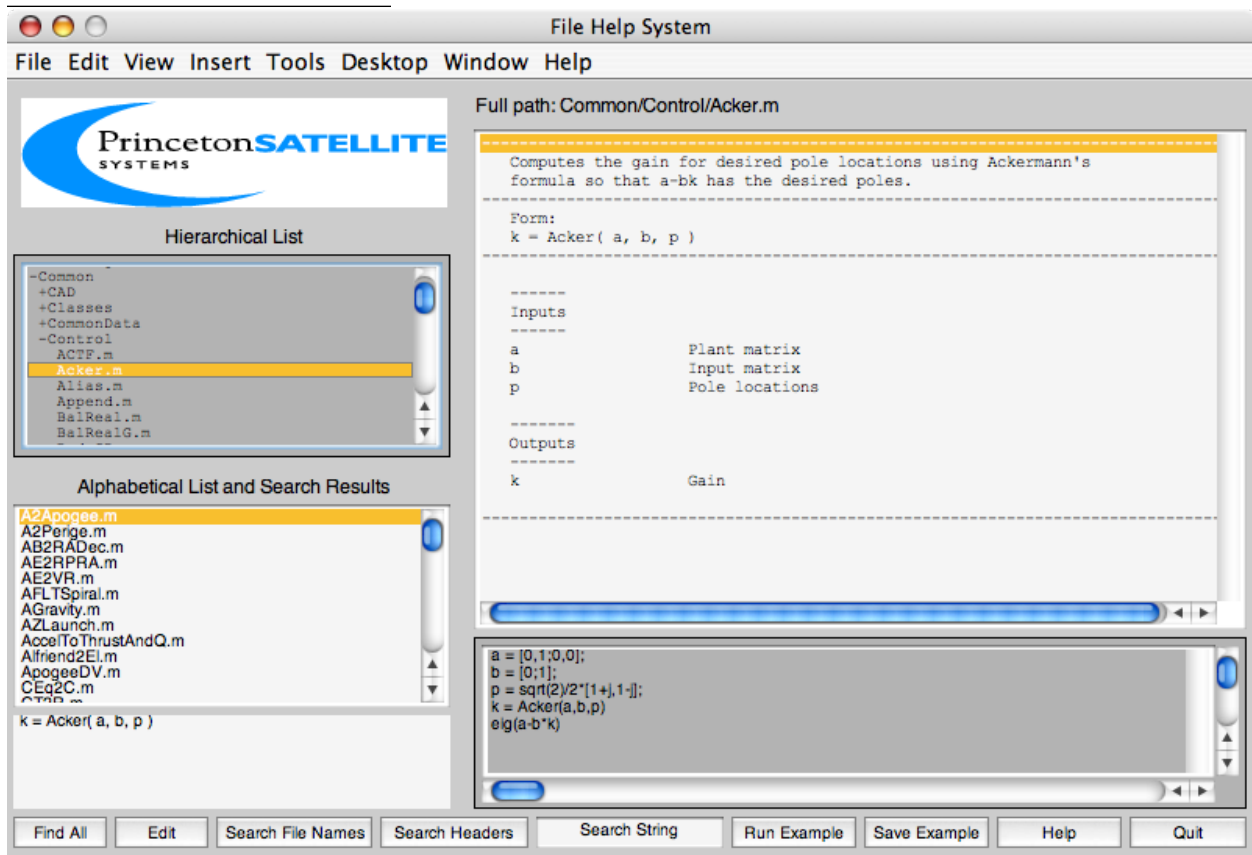 File Help System
File Edit View Insert Tools Desktop Window Help
PrincetonSATELLITE
SYSTEMS
Hierarchical List
-Common
+CAD
+Classes
+CommonData
-Control
ACTF.m
Acker.m
Alias.m
Append.m
BalReal.m
BalRealG.m
Alphabetical List and Search Results
A2Apogee.m
A2Perige.m
AB2RADec.m
AE2RPRA.m
AE2VR.m
AFLTSpiral.m
AGravity.m
AZLaunch.m
AccelToThrustAndQ.m
Alfriend2El.m
ApogeeDV.m
CEq2C.m
k = Acker( a, b, p )
Full path: Common/Control/Acker.m
--------------------------------------------------------------------------------
Computes the gain for desired pole locations using Ackermann's
formula so that a-bk has the desired poles.
--------------------------------------------------------------------------------
Form:
k = Acker( a, b, p )
--------------------------------------------------------------------------------
------
Inputs
------
a Plant matrix
b Input matrix
p Pole locations
-------
Outputs
-------
k Gain
--------------------------------------------------------------------------------
a = [0,1;0,0];
b = [0;1];
p = sqrt(2)/2*[1+j,1-j];
k = Acker(a,b,p)
eig(a-b*k)
Find All Edit Search File Names Search Headers Search String Run Example Save Example Help Quit